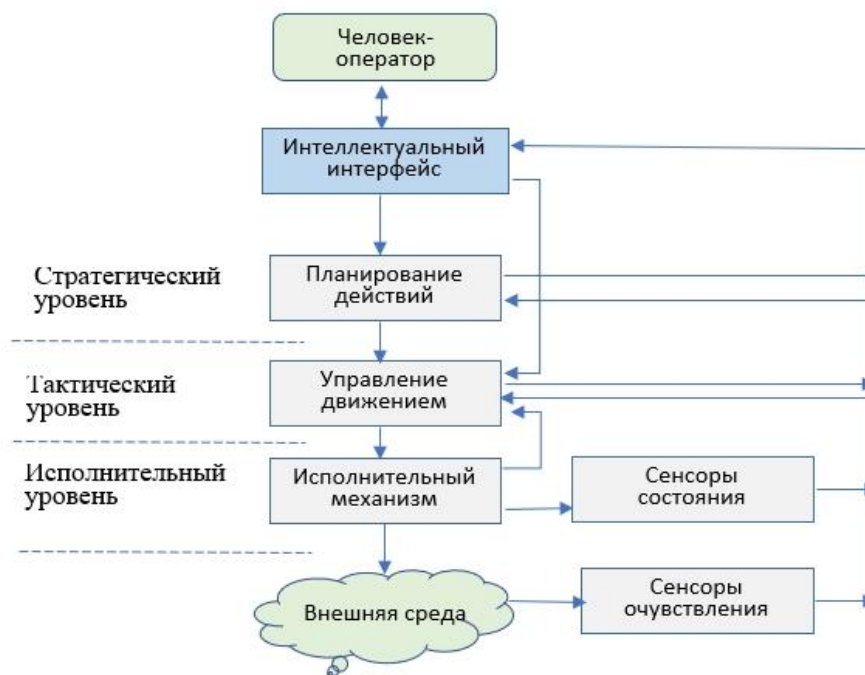 Человек-
оператор
Интеллектуальный
интерфейс
Стратегический
уровень
Планирование
действий
Тактический
уровень
Управление
движением
Исполнительный
уровень
Исполнительный
механизм
Сенсоры
состояния
Внешняя среда
Сенсоры
очувствления